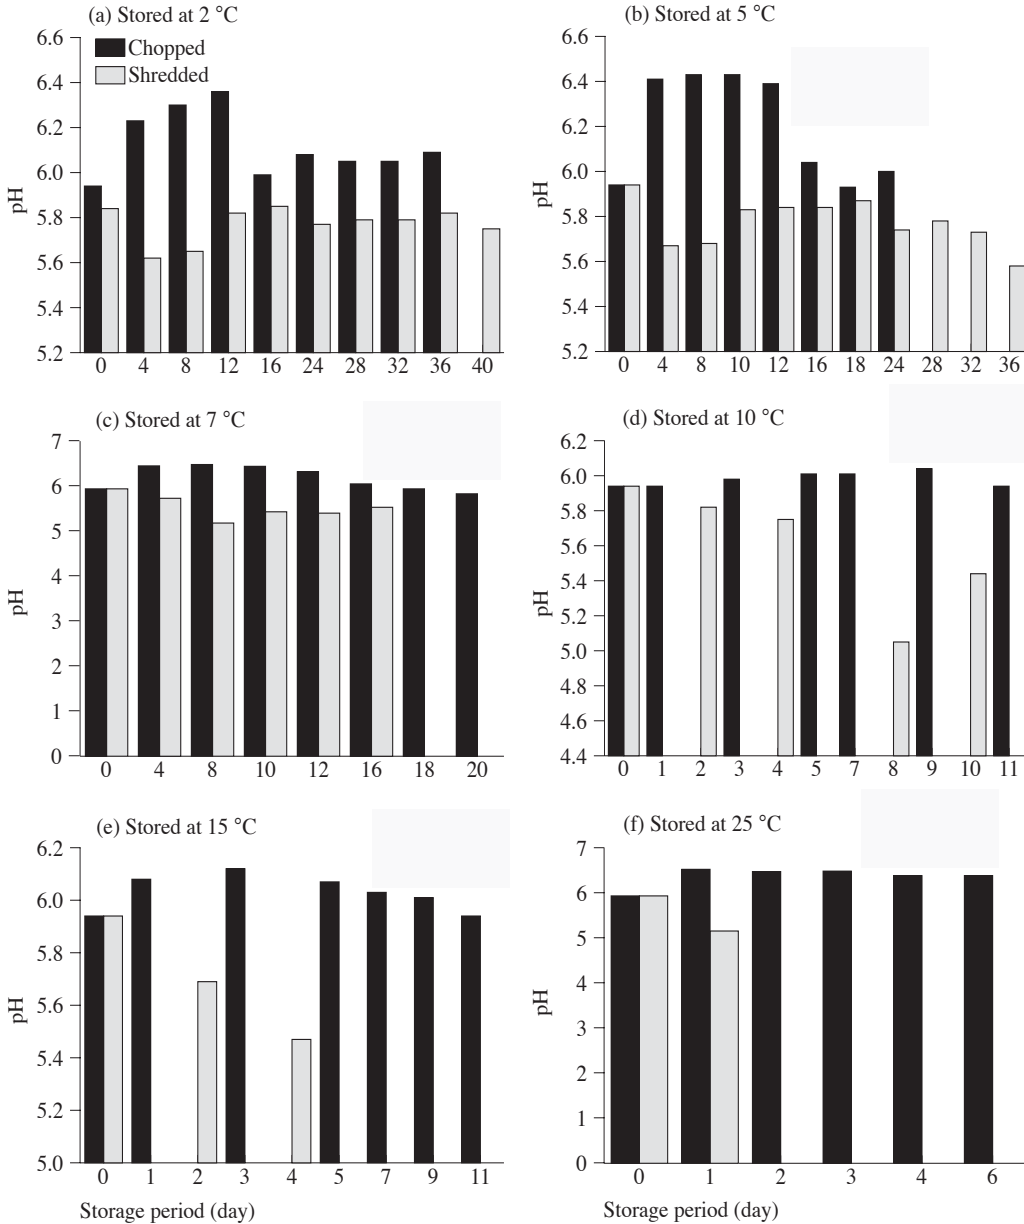 (a) Stored at 2 °C
6.6
6.4
6.2
6.0
5.8
5.6
5.4
5.2
pH
Chopped
Shredded
0 4 8 12 16 24 28 32 36 40
(b) Stored at 5 °C
6.6
6.4
6.2
6.0
5.8
5.6
5.4
5.2
pH
0 4 8 10 12 16 18 24 28 32 36
(c) Stored at 7 °C
7
6
5
4
3
2
1
0
pH
0 4 8 10 12 16 18 20
(d) Stored at 10 °C
6.2
6.0
5.8
5.6
5.4
5.2
5.0
4.8
4.6
4.4
pH
0 1 2 3 4 5 7 8 9 10 11
(e) Stored at 15 °C
6.2
6.0
5.8
5.6
5.4
5.2
5.0
pH
0 1 2 3 4 5 7 9 11
Storage period (day)
(f) Stored at 25 °C
7
6
5
4
3
2
1
0
pH
0 1 2 3 4 6
Storage period (day)